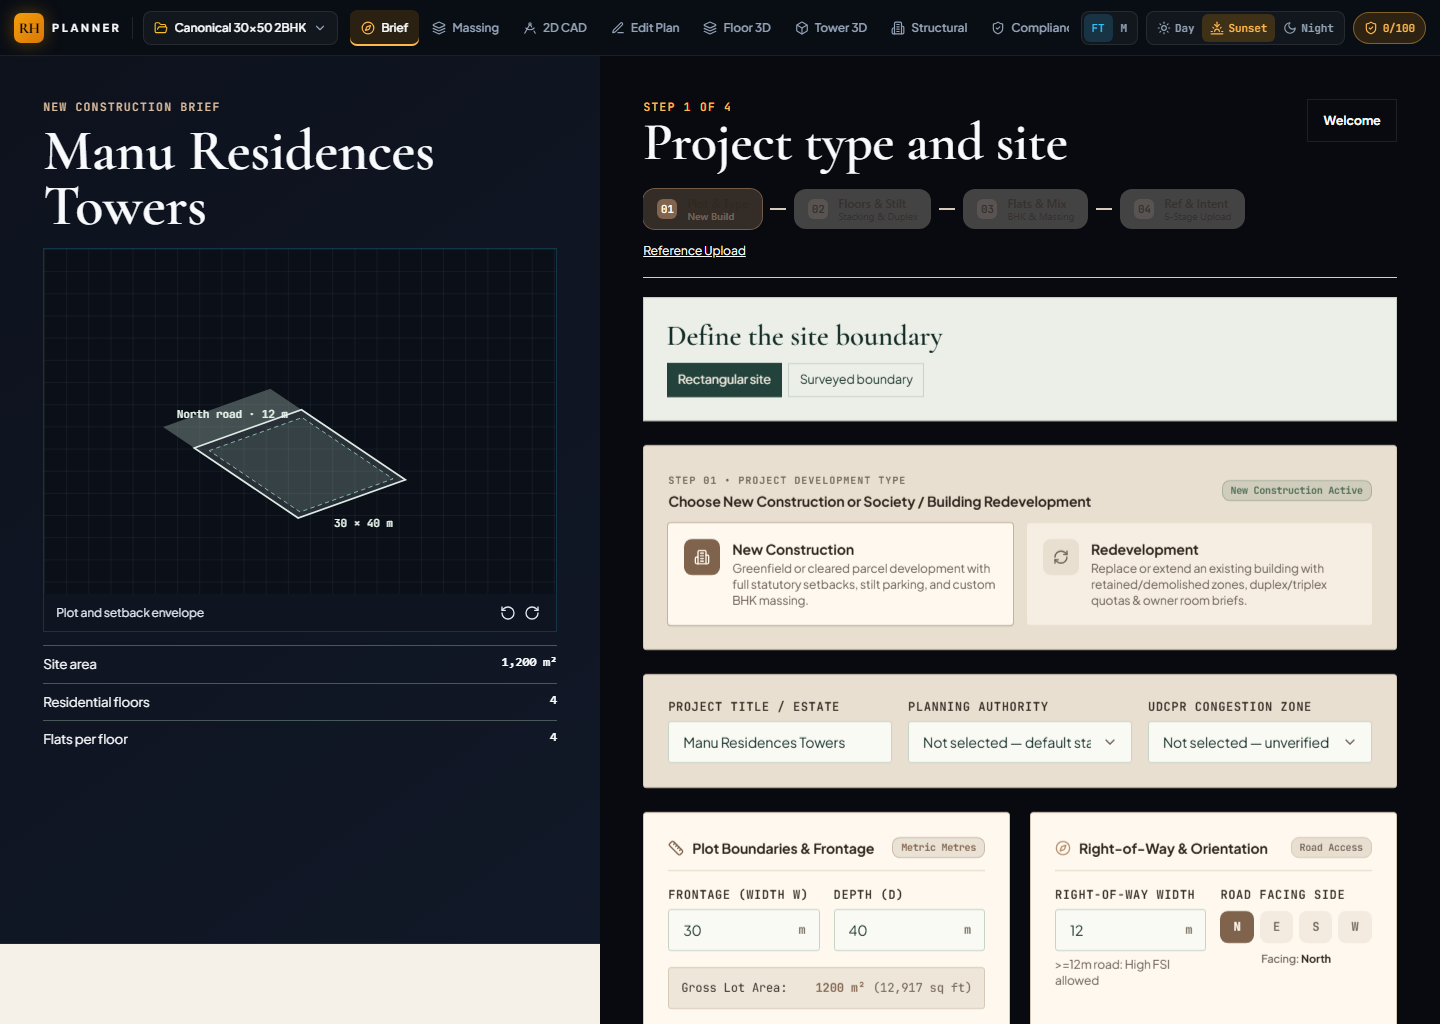 RH PLANNER
Canonical 30×50 2BHK
Brief
Massing
2D CAD
Edit Plan
Floor 3D
Tower 3D
Structural
Complianc
FT M
Day
Sunset
Night
0/100
NEW CONSTRUCTION BRIEF
Manu Residences
Towers
North road · 12 m
30 × 40 m
Plot and setback envelope
Site area 1,200 m²
Residential floors 4
Flats per floor 4
STEP 1 OF 4
Project type and site
Welcome
01
New Build
02 Floors & Stilt
Stacking & Duplex
03 Flats & Mix
BHK & Massing
04 Ref & Intent
5-Stage Upload
Reference Upload
Define the site boundary
Rectangular site
Surveyed boundary
STEP 01 • PROJECT DEVELOPMENT TYPE
Choose New Construction or Society / Building Redevelopment
New Construction Active
New Construction
Greenfield or cleared parcel development with
full statutory setbacks, stilt parking, and custom
BHK massing.
Redevelopment
Replace or extend an existing building with
retained/demolished zones, duplex/triplex
quotas & owner room briefs.
PROJECT TITLE / ESTATE
Manu Residences Towers
PLANNING AUTHORITY
Not selected — default sta
UDCPR CONGESTION ZONE
Not selected — unverified
Plot Boundaries & Frontage
Metric Metres
FRONTAGE (WIDTH W)
30 m
DEPTH (D)
40 m
Gross Lot Area: 1200 m² (12,917 sq ft)
Right-of-Way & Orientation
Road Access
RIGHT-OF-WAY WIDTH
12 m
>=12m road: High FSI
allowed
ROAD FACING SIDE
N E S W
Facing: North